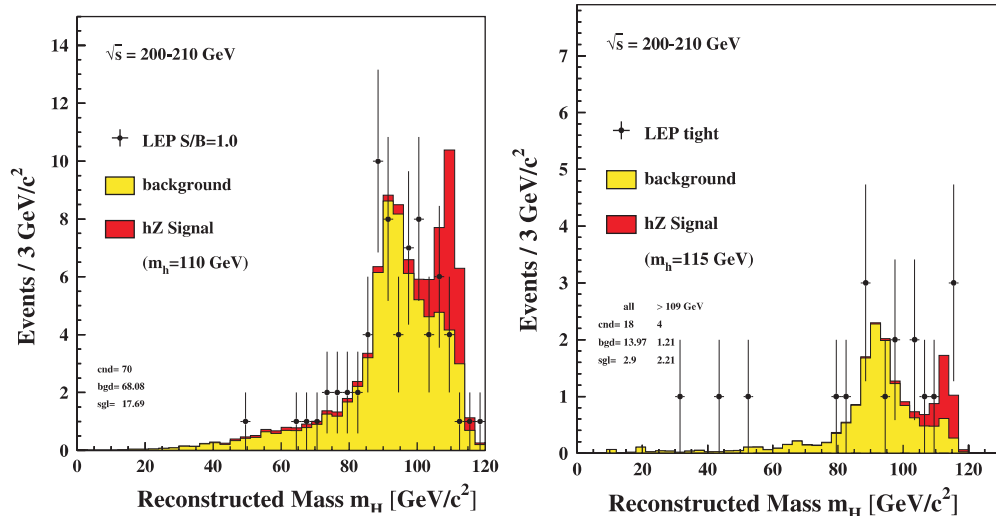 √s = 200-210 GeV
LEP S/B=1.0
background
hZ Signal
(mh=110 GeV)
cnd= 70
bgd= 68.08
sgl= 17.69
Events / 3 GeV/c²
14
12
10
8
6
4
2
0
0 20 40 60 80 100 120
Reconstructed Mass mH [GeV/c²]
√s = 200-210 GeV
LEP tight
background
hZ Signal
(mh=115 GeV)
all > 109 GeV
cnd= 18 4
bgd= 13.97 1.21
sgl= 2.9 2.21
Events / 3 GeV/c²
7
6
5
4
3
2
1
0
0 20 40 60 80 100 120
Reconstructed Mass mH [GeV/c²]